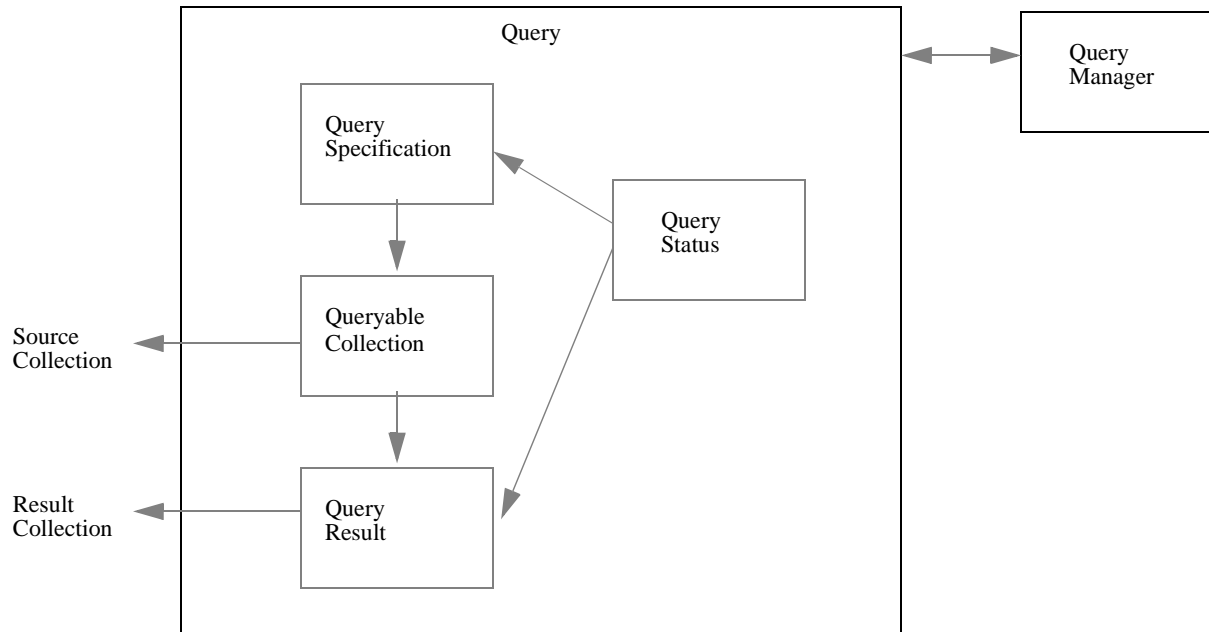 Query
Query
Manager
Query
Specification
Query
Status
Queryable
Collection
Source
Collection
Query
Result
Result
Collection